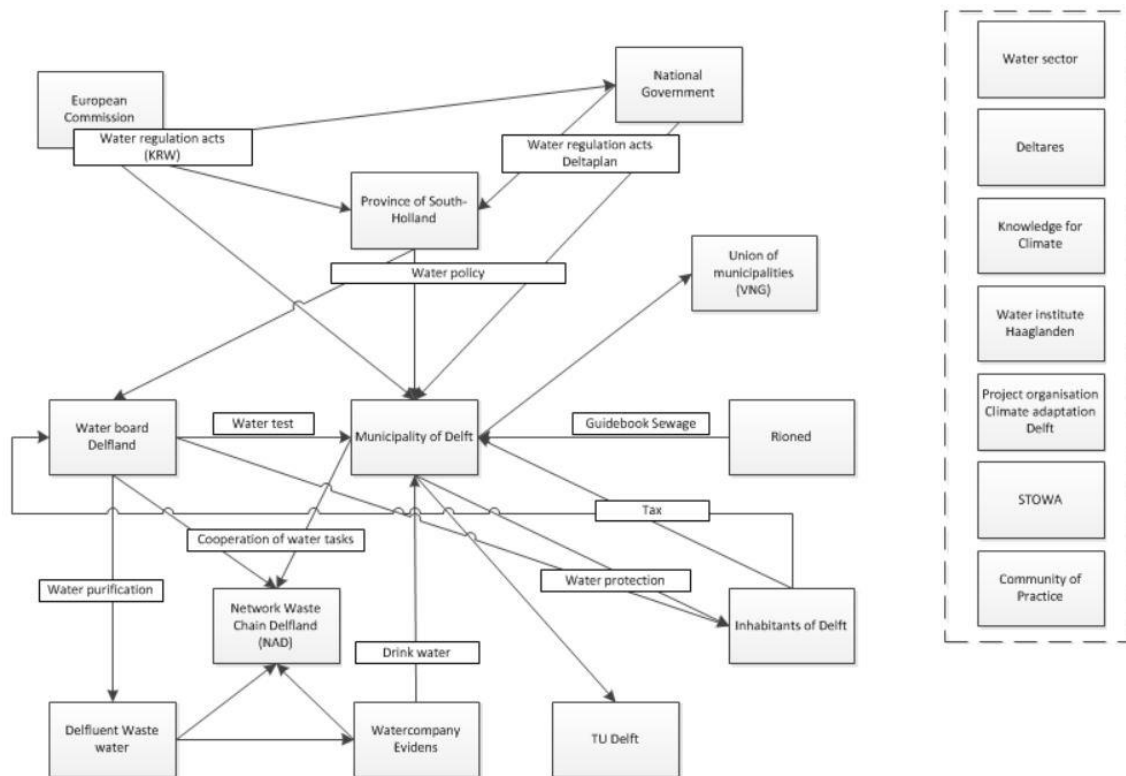 European
Commission
National
Government
Water regulation acts
(KRW)
Water regulation acts
Deltaplan
Province of South-
Holland
Water policy
Union of
municipalities
(VNG)
Water board
Delfland
Water test
Municipality of Delft
Guidebook Sewage
Rioned
Tax
Cooperation of water tasks
Water purification
Water protection
Network Waste
Chain Delfland
(NAD)
Inhabitants of Delft
Drink water
Delfluent Waste
water
Watercompany
Evidens
TU Delft
Water sector
Deltares
Knowledge for
Climate
Water institute
Haaglanden
Project organisation
Climate adaptation
Delft
STOWA
Community of
Practice